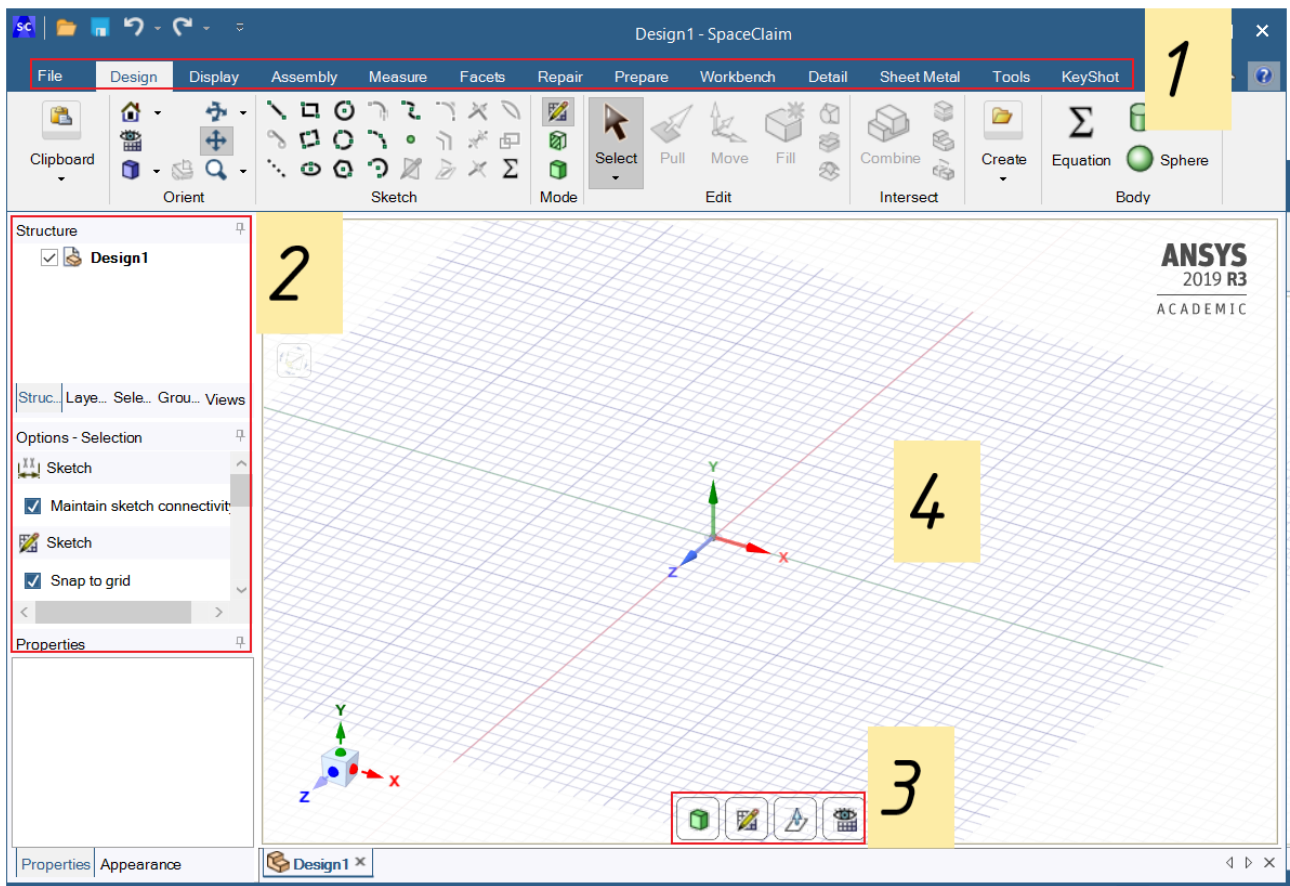 SC
Design1 - SpaceClaim
1
File Design Display Assembly Measure Facets Repair Prepare Workbench Detail Sheet Metal Tools KeyShot
?
Clipboard
Select Pull Move Fill Combine Create Equation Sphere
Orient Sketch Mode Edit Intersect Body
Structure
Design1
2
ANSYS
2019 R3
ACADEMIC
Struc... Laye... Sele... Grou... Views
Options - Selection
Sketch
Maintain sketch connectivit
Sketch
Snap to grid
Properties
Y
X
Z
4
Y
X
Z
3
Properties Appearance
Design1